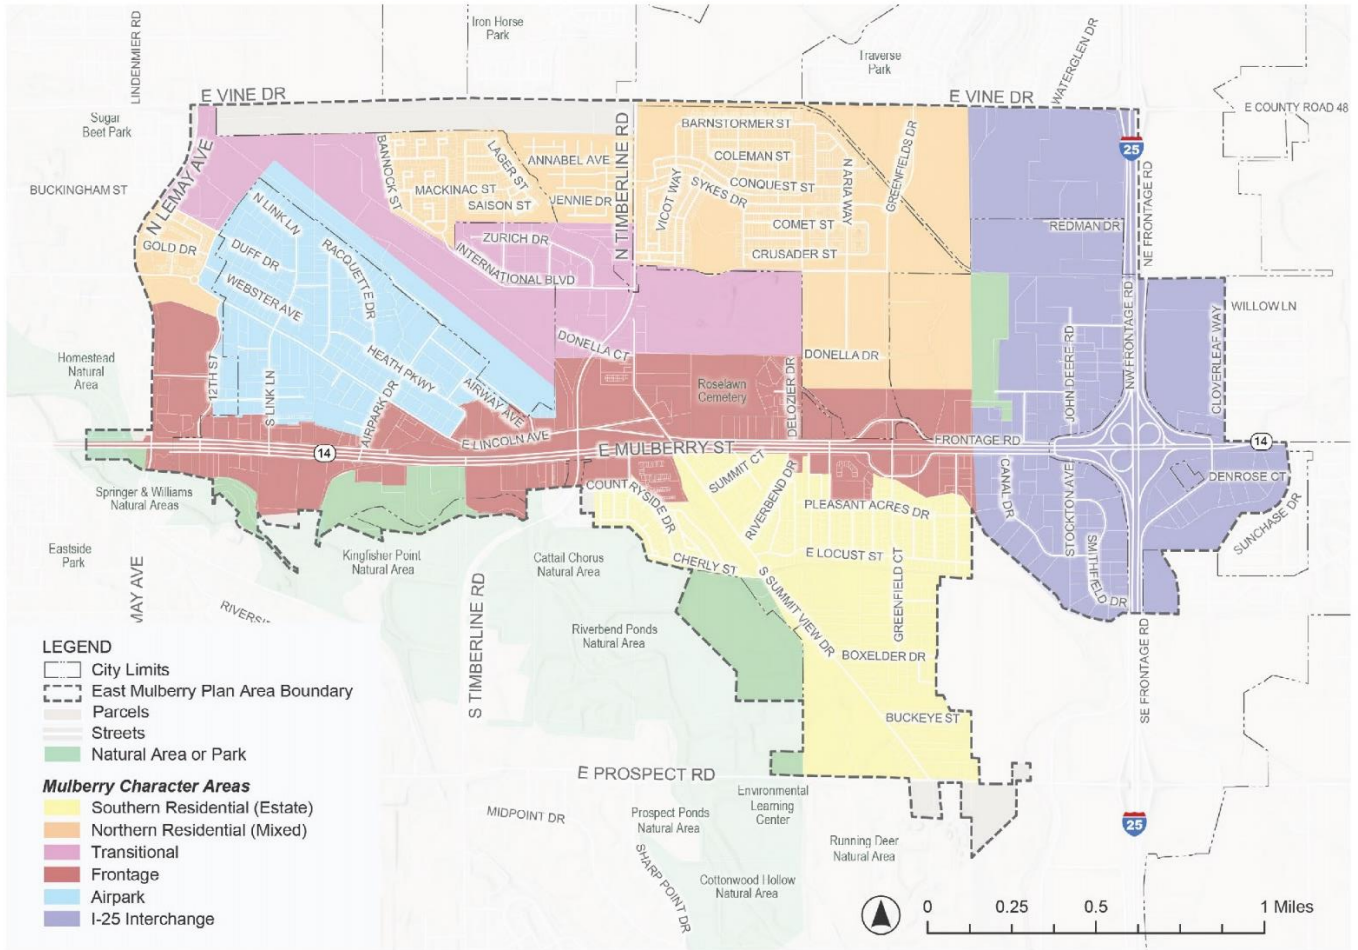 LINDENMIER RD
Iron Horse
Park
Traverse
Park
WATERGLEN DR
E VINE DR
E VINE DR
E COUNTY ROAD 48
Sugar
Beet Park
N LEMAY AVE
BUCKINGHAM ST
BANNOCK ST
LAGER ST
ANNABEL AVE
MACKINAC ST
SAISON ST
JENNIE DR
N TIMBERLINE RD
BARNSTORMER ST
COLEMAN ST
CONQUEST ST
SYKES DR
VICOT WAY
COMET ST
CRUSADER ST
N ARIA WAY
GREENFIELDS DR
25
NE FRONTAGE RD
REDMAN DR
GOLD DR
N LINK LN
DUFF DR
RACQUETTE DR
WEBSTER AVE
ZURICH DR
INTERNATIONAL BLVD
NW FRONTAGE RD
WILLOW LN
CLOVERLEAF WAY
Homestead
Natural
Area
12TH ST
S LINK LN
HEATH PKWY
AIRPARK DR
AIRWAY AVE
DONELLA CT
DONELLA DR
Roselawn
Cemetery
DELOZIER DR
JOHN DEERE RD
14
E LINCOLN AVE
E MULBERRY ST
FRONTAGE RD
14
Springer & Williams
Natural Areas
COUNTRYSIDE DR
SUMMIT CT
RIVERBEND DR
PLEASANT ACRES DR
CANAL DR
STOCKTON AVE
DENROSE CT
SUNCHASE DR
Eastside
Park
Kingfisher Point
Natural Area
Cattail Chorus
Natural Area
CHERLY ST
E LOCUST ST
SMITHFIELD DR
S SUMMIT VIEW DR
GREENFIELD CT
MAY AVE
RIVERSI
S TIMBERLINE RD
Riverbend Ponds
Natural Area
BOXELDER DR
SE FRONTAGE RD
BUCKEYE ST
E PROSPECT RD
MIDPOINT DR
Prospect Ponds
Natural Area
Environmental
Learning
Center
SHARP POINT DR
Running Deer
Natural Area
Cottonwood Hollow
Natural Area
25
LEGEND
City Limits
East Mulberry Plan Area Boundary
Parcels
Streets
Natural Area or Park
Mulberry Character Areas
Southern Residential (Estate)
Northern Residential (Mixed)
Transitional
Frontage
Airpark
I-25 Interchange
0 0.25 0.5 1 Miles